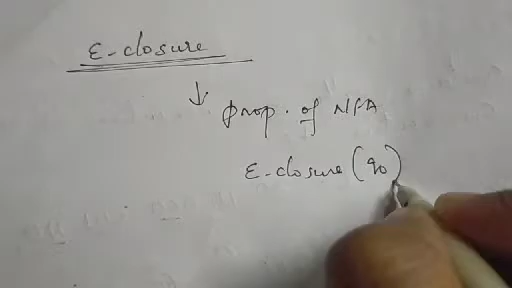 ε-closure
↓ prop. of NFA
ε-closure(q0)